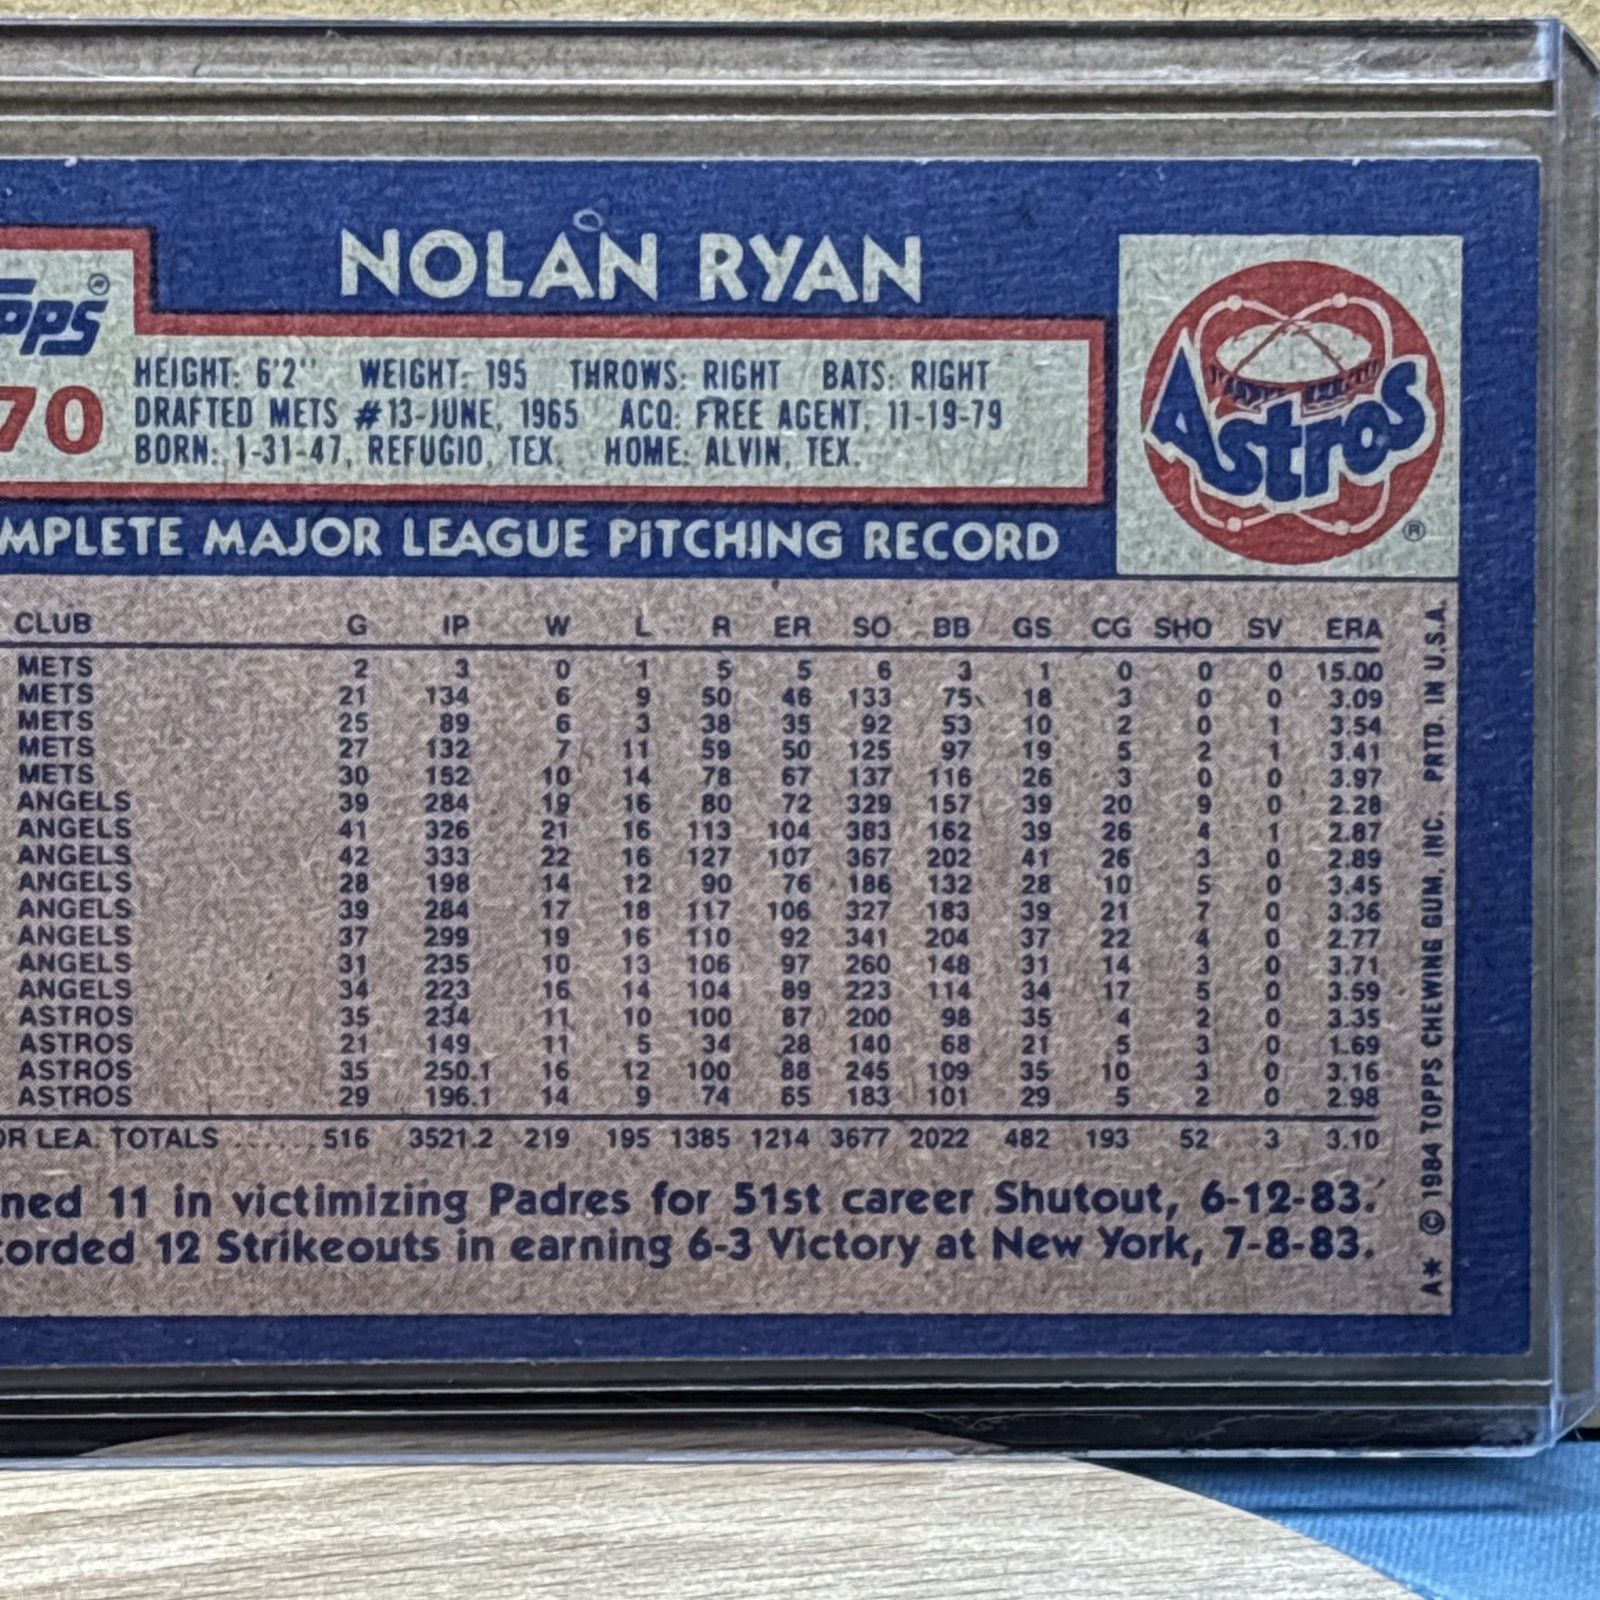 NOLAN RYAN
Topps®
70
HEIGHT: 6'2" WEIGHT: 195 THROWS: RIGHT BATS: RIGHT
DRAFTED METS #13-JUNE, 1965 ACQ: FREE AGENT, 11-19-79
BORN: 1-31-47, REFUGIO, TEX. HOME: ALVIN, TEX.
Astros
®
MPLETE MAJOR LEAGUE PITCHING RECORD
CLUB G IP W L R ER SO BB GS CG SHO SV ERA
METS 2 3 0 1 5 5 6 3 1 0 0 0 15.00
METS 21 134 6 9 50 46 133 75 18 3 0 0 3.09
METS 25 89 6 3 38 35 92 53 10 2 0 1 3.54
METS 27 132 7 11 59 50 125 97 19 5 2 1 3.41
METS 30 152 10 14 78 67 137 116 26 3 0 0 3.97
ANGELS 39 284 19 16 80 72 329 157 39 20 9 0 2.28
ANGELS 41 326 21 16 113 104 383 162 39 26 4 1 2.87
ANGELS 42 333 22 16 127 107 367 202 41 26 3 0 2.89
ANGELS 28 198 14 12 90 76 186 132 28 10 5 0 3.45
ANGELS 39 284 17 18 117 106 327 183 39 21 7 0 3.36
ANGELS 37 299 19 16 110 92 341 204 37 22 4 0 2.77
ANGELS 31 235 10 13 106 97 260 148 31 14 3 0 3.71
ANGELS 34 223 16 14 104 89 223 114 34 17 5 0 3.59
ASTROS 35 234 11 10 100 87 200 98 35 4 2 0 3.35
ASTROS 21 149 11 5 34 28 140 68 21 5 3 0 1.69
ASTROS 35 250.1 16 12 100 88 245 109 35 10 3 0 3.16
ASTROS 29 196.1 14 9 74 65 183 101 29 5 2 0 2.98
OR LEA. TOTALS ..... 516 3521.2 219 195 1385 1214 3677 2022 482 193 52 3 3.10
ned 11 in victimizing Padres for 51st career Shutout, 6-12-83.
corded 12 Strikeouts in earning 6-3 Victory at New York, 7-8-83.
A* © 1984 TOPPS CHEWING GUM, INC. PRTD. IN U.S.A.